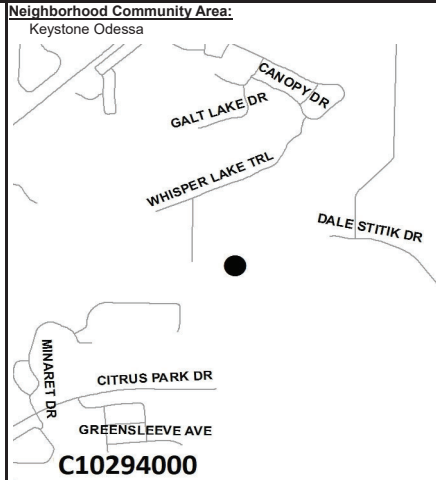 Neighborhood Community Area:
Keystone Odessa
CANOPY DR
GALT LAKE DR
WHISPER LAKE TRL
DALE STITIK DR
MINARET DR
CITRUS PARK DR
GREENSLEEVE AVE
C10294000